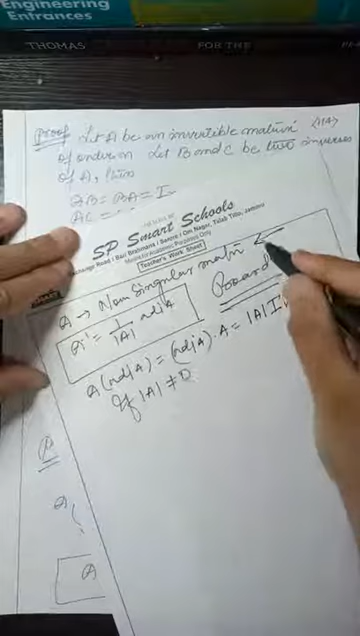 Engineering
Entrances
THOMAS FOR THE
Proof Let A be an invertible matrix
of order n Let B and C be two inverses
of A, then
AB = BA = I
AC =
SP Smart Schools
Teacher's Work Sheet
A → Non Singular matri
A⁻¹ = 1/|A| adj A
A(adj A) = (adj A) · A = |A| I
If |A| ≠ 0
P
A
A